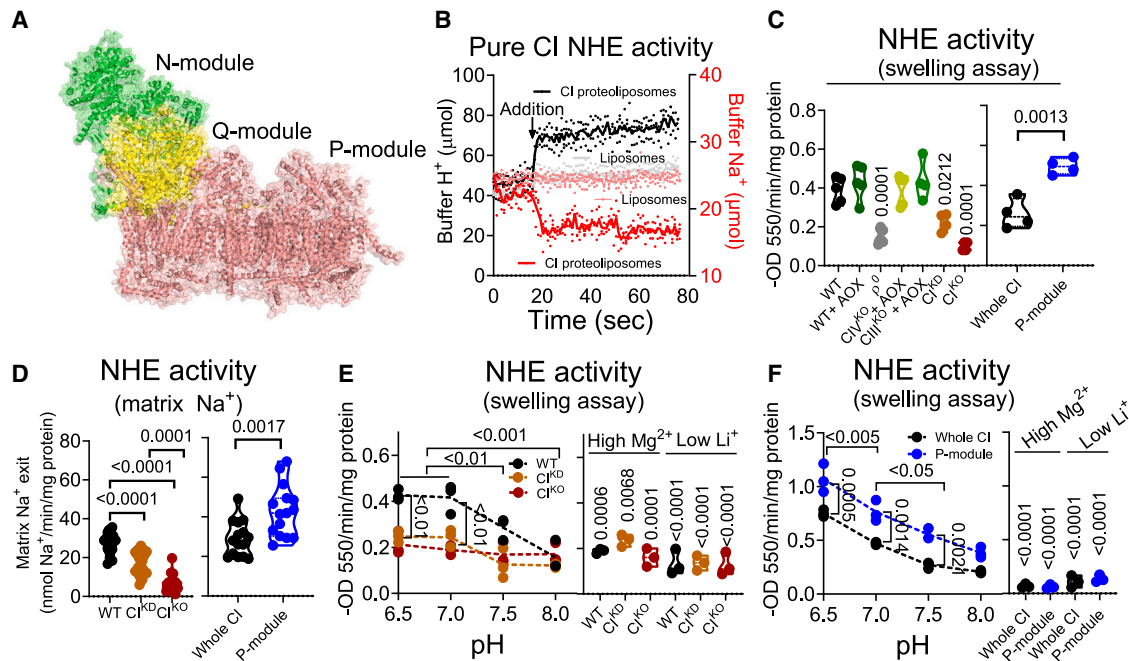 A
N-module
Q-module
P-module
B
Pure CI NHE activity
Buffer H⁺ (µmol)
100
80
60
40
20
0
Addition
CI proteoliposomes
Liposomes
Liposomes
CI proteoliposomes
40
30
20
10
Buffer Na⁺ (µmol)
0 20 40 60 80
Time (sec)
C
NHE activity
(swelling assay)
-OD 550/min/mg protein
0.8
0.6
0.4
0.2
0.0
0.0001
0.0212
0.0001
0.0013
WT
WT+ AOX
ρ⁰
CIVᴷᴼ+ AOX
CIIIᴷᴼ + AOX
CIᴷᴰ
CIᴷᴼ
Whole CI
P-module
D
NHE activity
(matrix Na⁺)
Matrix Na⁺ exit
(nmol Na⁺/min/mg protein)
80
60
40
20
0
0.0001
<0.0001
<0.0001
0.0017
WT CIᴷᴰ CIᴷᴼ
Whole CI
P-module
E
NHE activity
(swelling assay)
-OD 550/min/mg protein
0.6
0.4
0.2
0.0
<0.001
<0.01
<0.01
<0.01
WT
CIᴷᴰ
CIᴷᴼ
6.5 7.0 7.5 8.0
pH
High Mg²⁺ Low Li⁺
0.0006
0.0068
0.0001
<0.0001
<0.0001
<0.0001
WT
CIᴷᴰ
CIᴷᴼ
WT
CIᴷᴰ
CIᴷᴼ
F
NHE activity
(swelling assay)
-OD 550/min/mg protein
1.5
1.0
0.5
0.0
<0.005
<0.05
0.0005
0.0014
0.0021
Whole CI
P-module
6.5 7.0 7.5 8.0
pH
High Mg²⁺
Low Li⁺
<0.0001
<0.0001
<0.0001
<0.0001
Whole CI
P-module
Whole CI
P-module